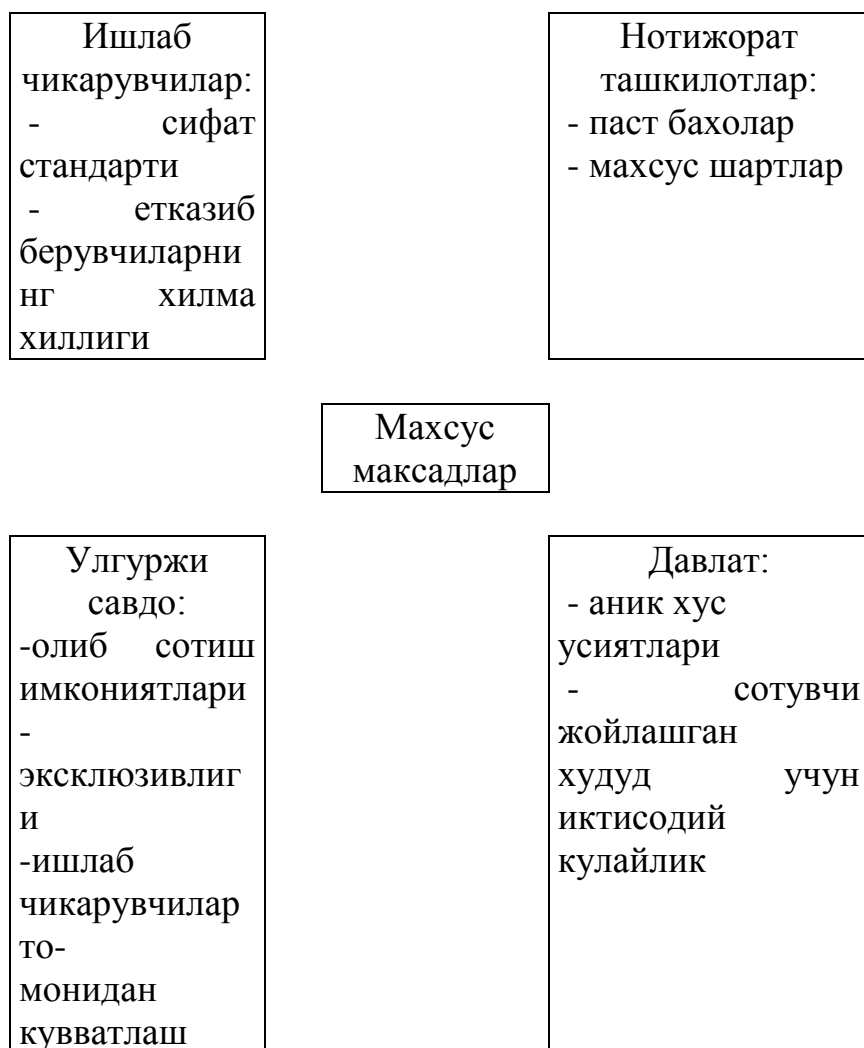 Ишлаб
чикарувчилар:
- сифат
стандарти
- етказиб
берувчиларни
нг хилма
хиллиги
Нотижорат
ташкилотлар:
- паст бахолар
- махсус шартлар
Махсус
максадлар
Улгуржи
савдо:
-олиб сотиш
имкониятлари
-
эксклюзивлиг
и
-ишлаб
чикарувчилар
то-
монидан
кувватлаш
Давлат:
- аник хус
усиятлари
- сотувчи
жойлашган
худуд учун
иктисодий
кулайлик